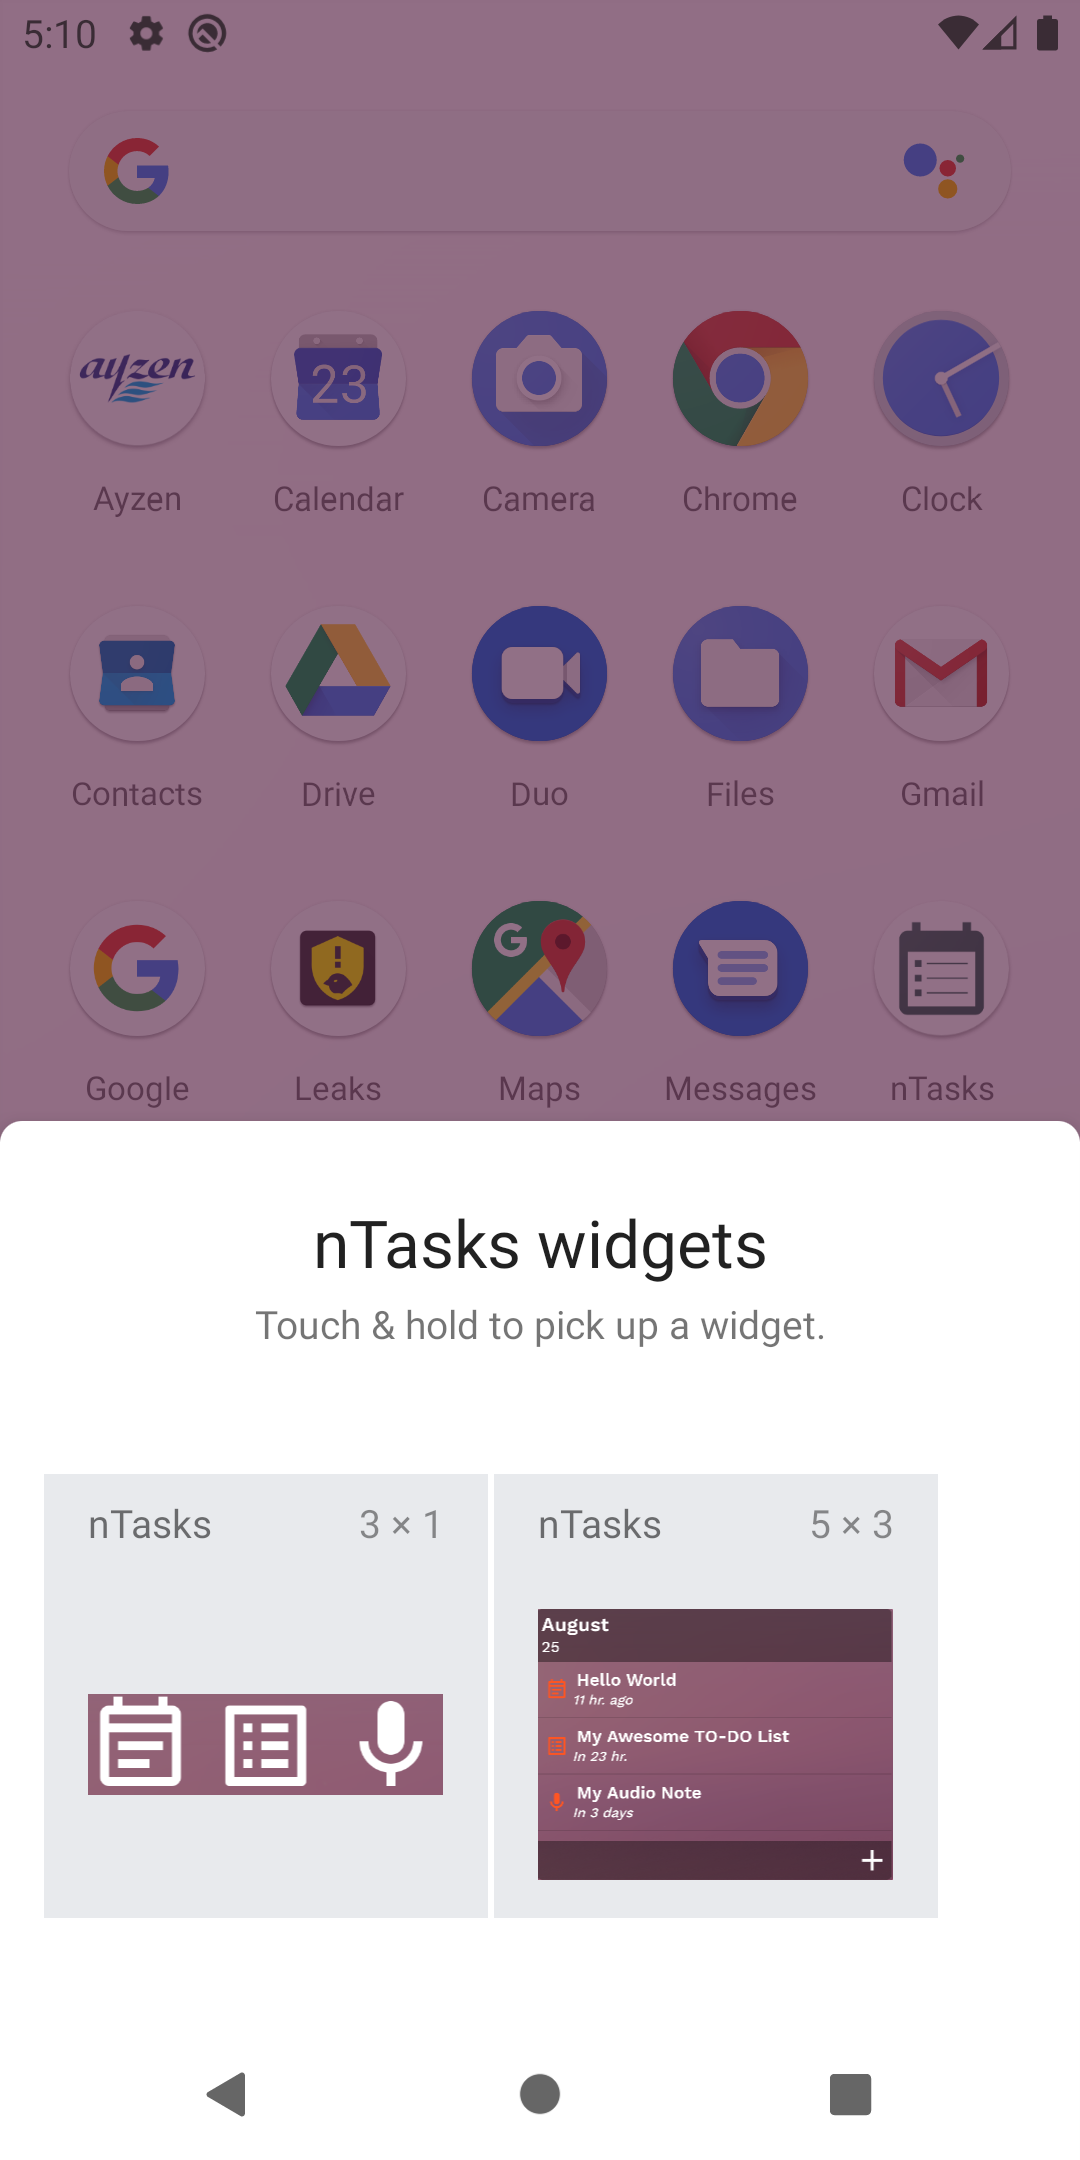 5:10
ayzen
23
Ayzen Calendar Camera Chrome Clock
Contacts Drive Duo Files Gmail
G
Google Leaks Maps Messages nTasks
nTasks widgets
Touch & hold to pick up a widget.
nTasks 3 × 1
nTasks 5 × 3
August
25
Hello World
11 hr. ago
My Awesome TO-DO List
In 23 hr.
My Audio Note
In 3 days